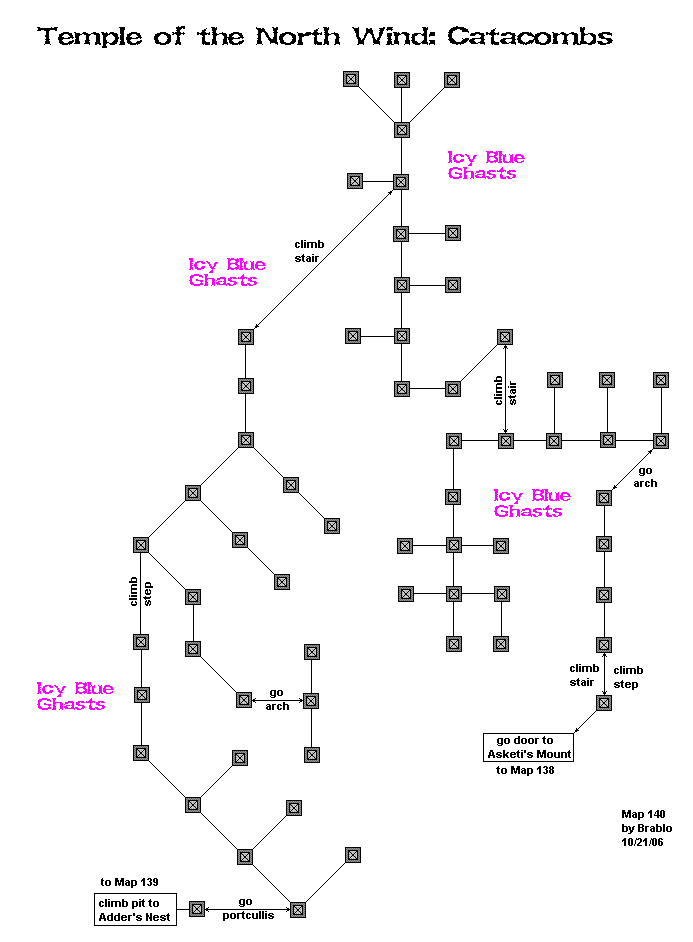 Temple of the North Wind: Catacombs
Icy Blue
Ghasts
climb
stair
Icy Blue
Ghasts
climb
stair
go
arch
Icy Blue
Ghasts
climb
step
climb
stair
climb
step
Icy Blue
Ghasts
go
arch
go door to
Asketi's Mount
to Map 138
Map 140
by Brablo
10/21/06
to Map 139
climb pit to
Adder's Nest
go
portcullis